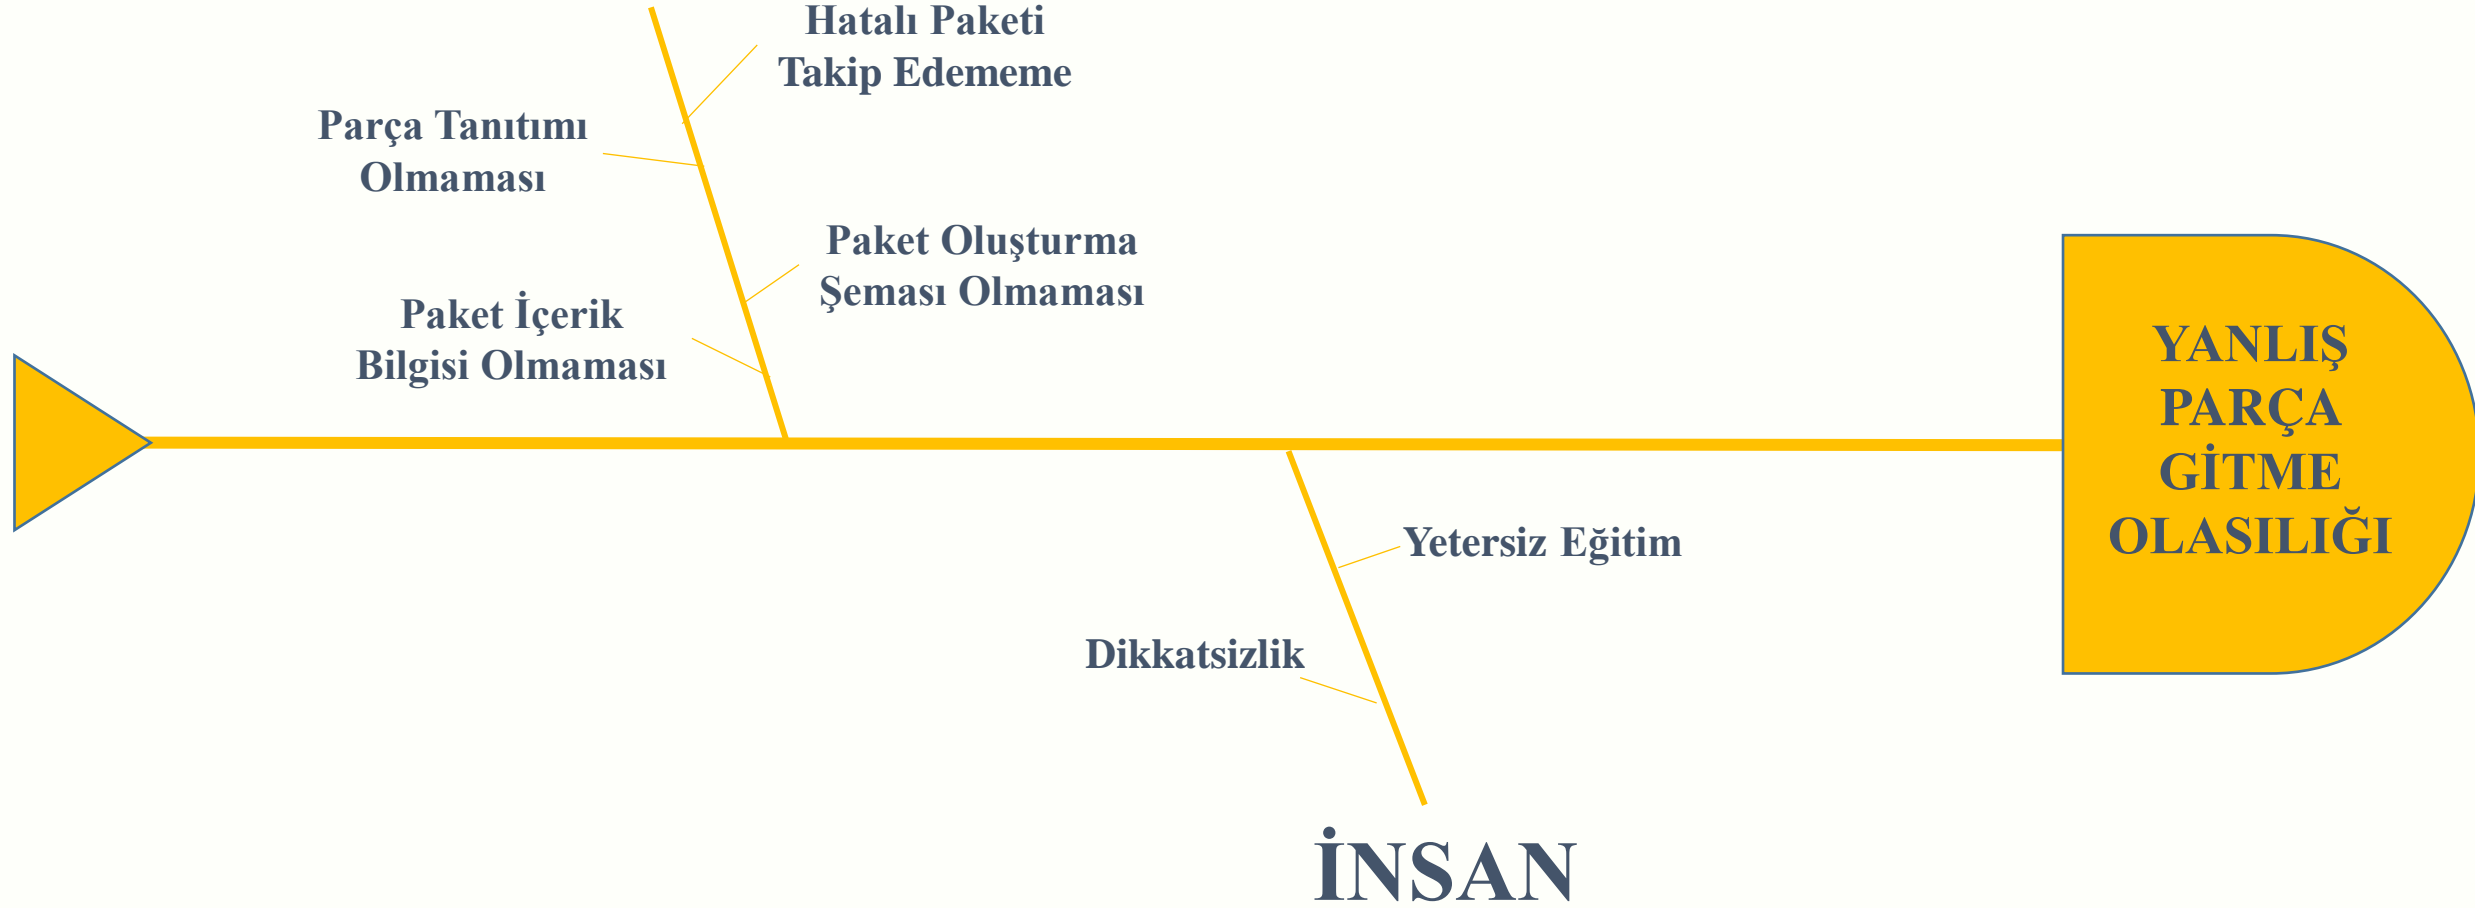 Hatalı Paketi
Takip Edememe
Parça Tanıtımı
Olmaması
Paket Oluşturma
Şeması Olmaması
Paket İçerik
Bilgisi Olmaması
YANLIŞ
PARÇA
GİTME
OLASILIĞI
Yetersiz Eğitim
Dikkatsizlik
İNSAN